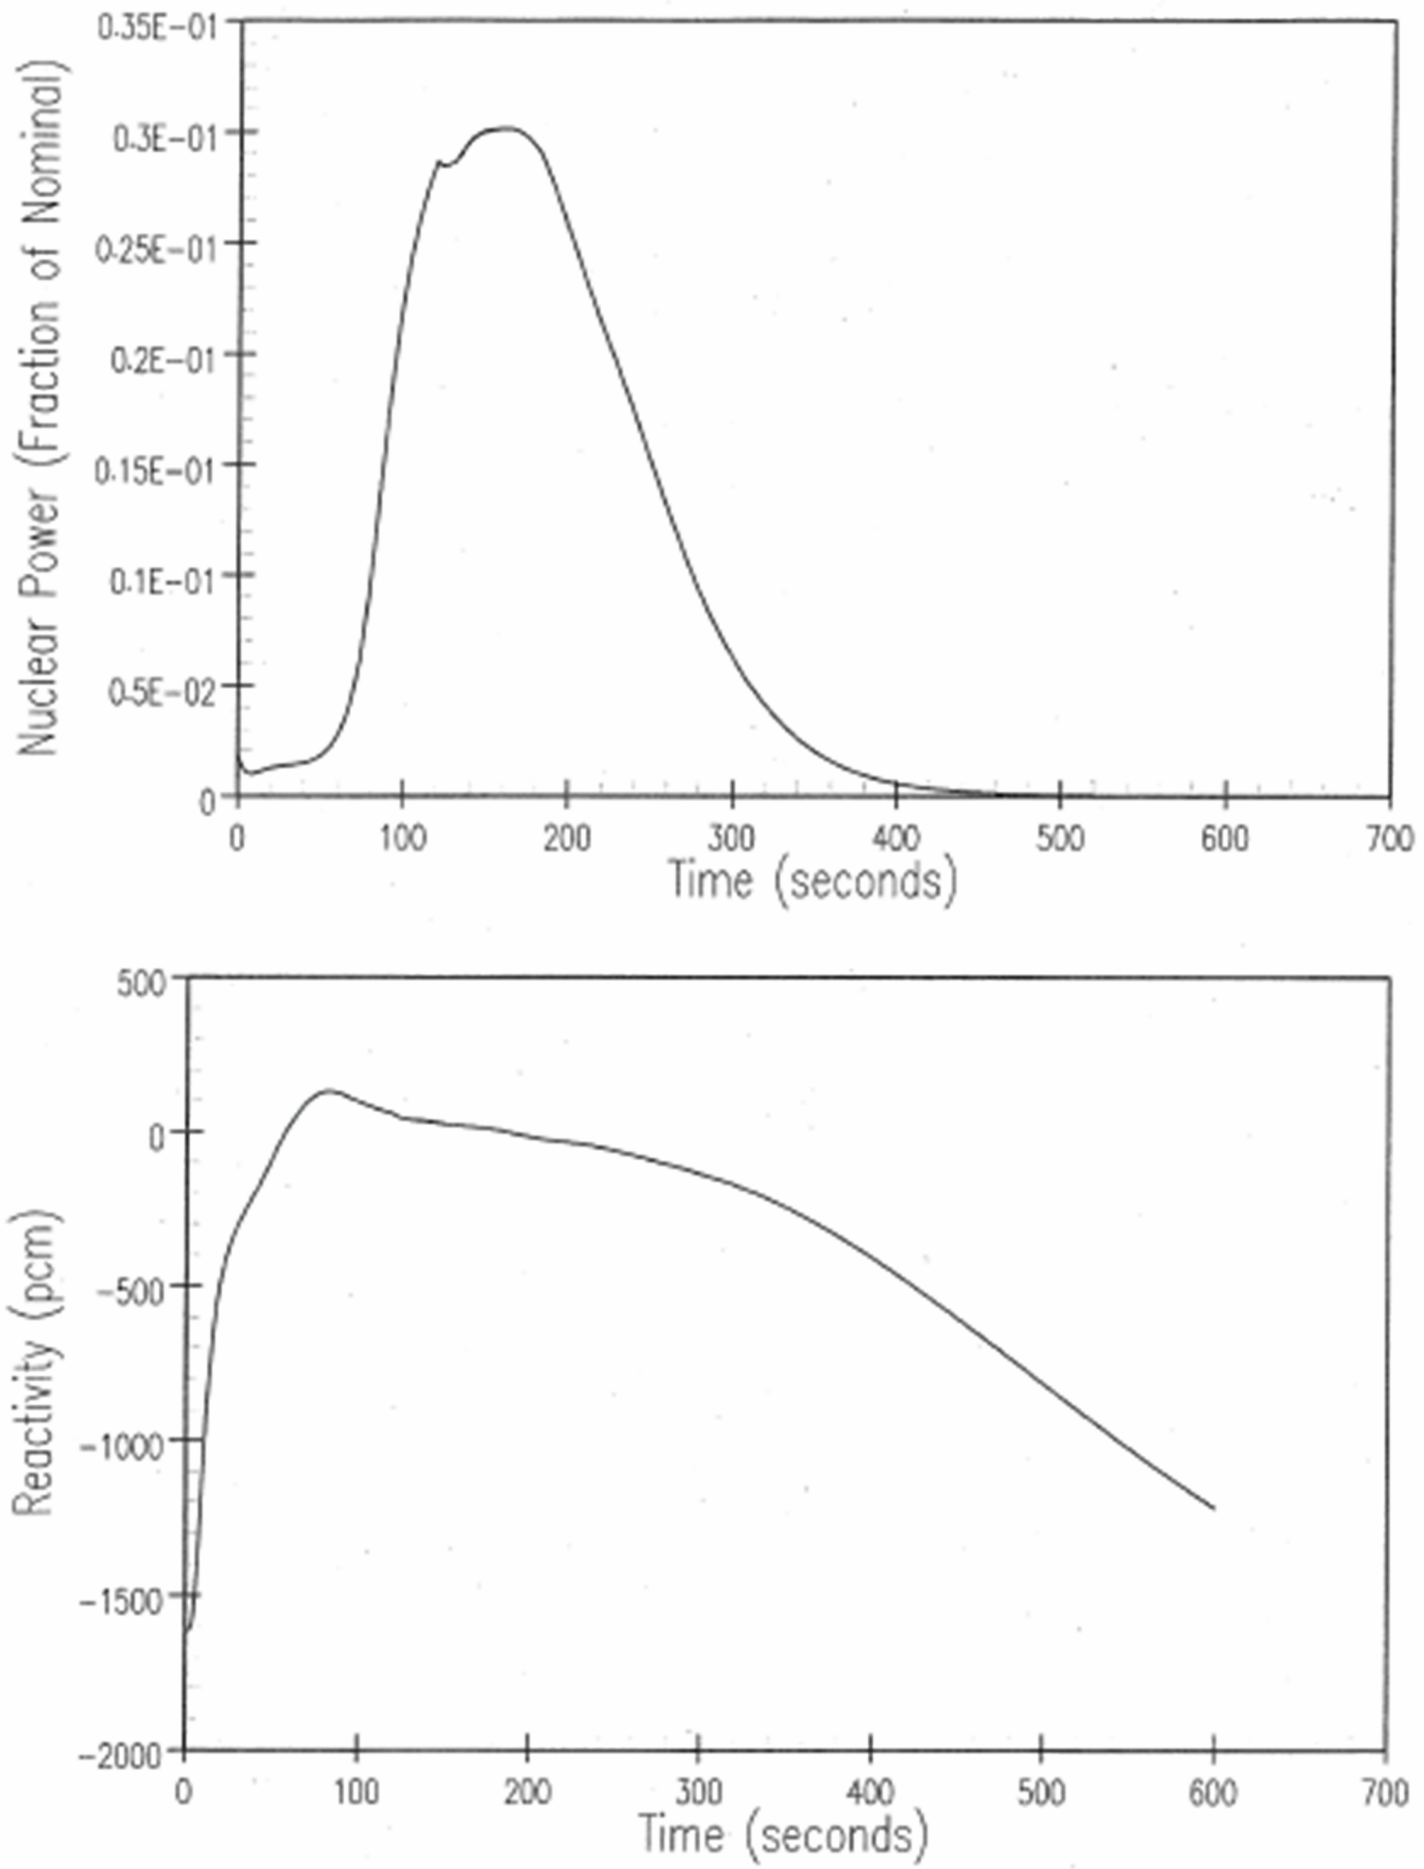 Nuclear Power (Fraction of Nominal)
0.35E-01
0.3E-01
0.25E-01
0.2E-01
0.15E-01
0.1E-01
0.5E-02
0
0 100 200 300 400 500 600 700
Time (seconds)
Reactivity (pcm)
500
0
-500
-1000
-1500
-2000
0 100 200 300 400 500 600 700
Time (seconds)